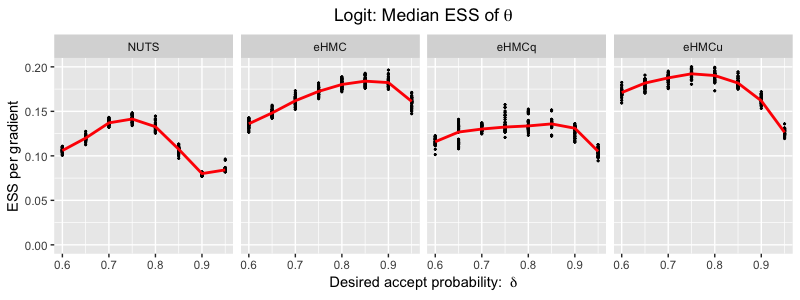 Logit: Median ESS of θ
NUTS eHMC eHMCq eHMCu
ESS per gradient
0.20
0.15
0.10
0.05
0.00
0.6 0.7 0.8 0.9 0.6 0.7 0.8 0.9 0.6 0.7 0.8 0.9 0.6 0.7 0.8 0.9
Desired accept probability: δ